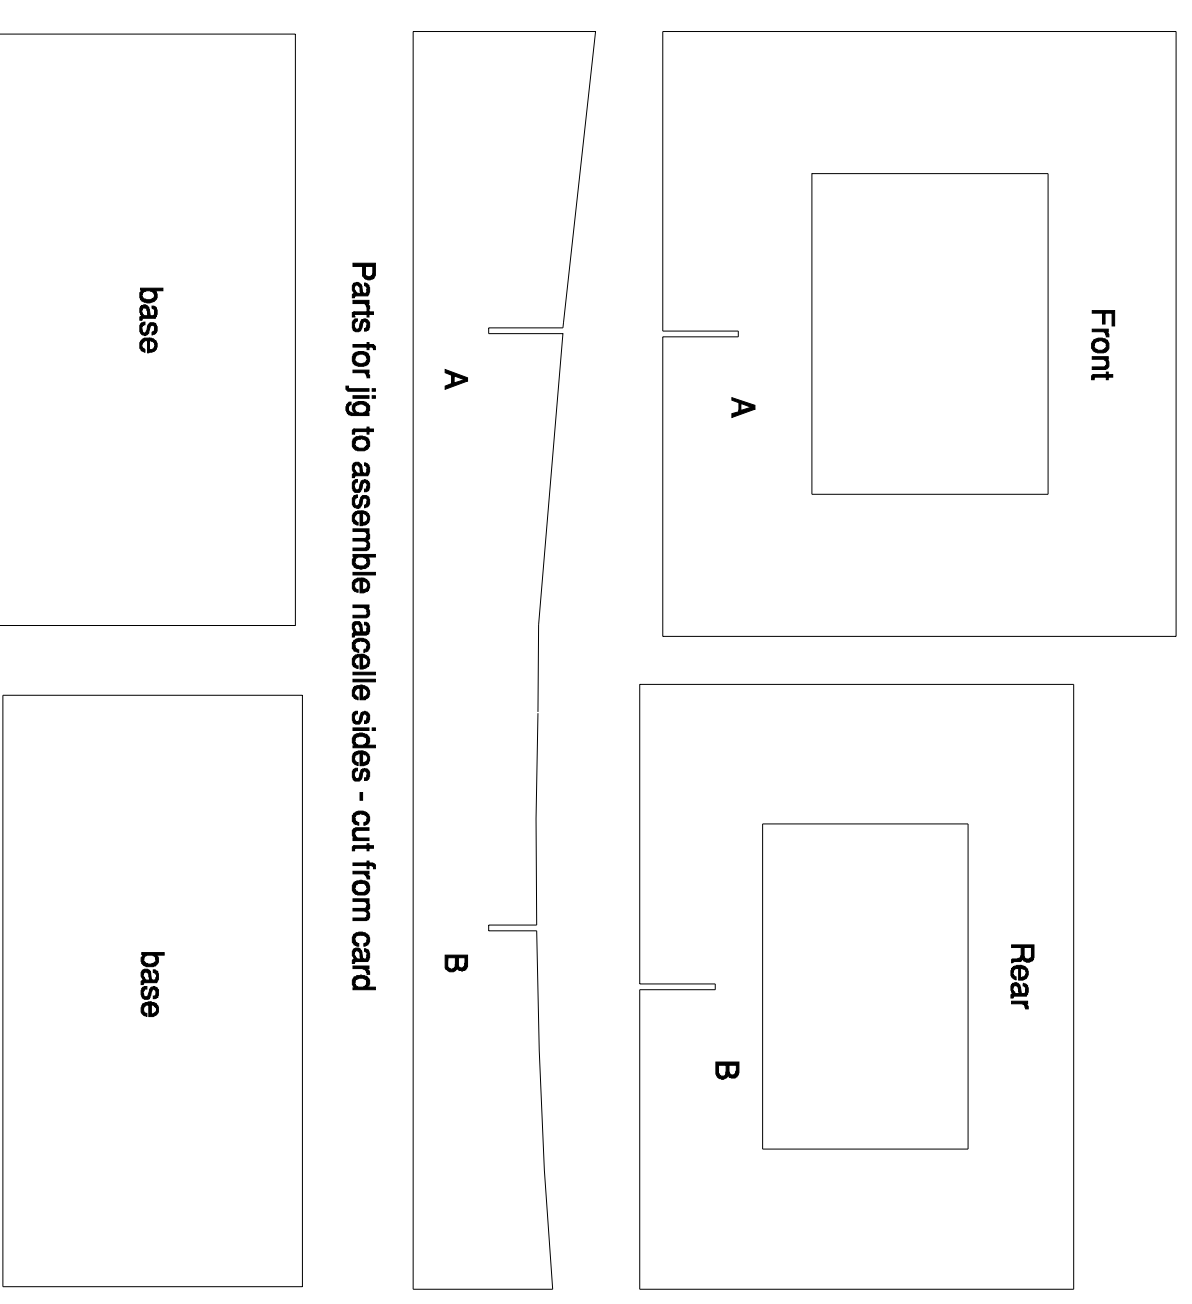 Front
A
Rear
B
A
B
Parts for jig to assemble nacelle sides - cut from card
base
base